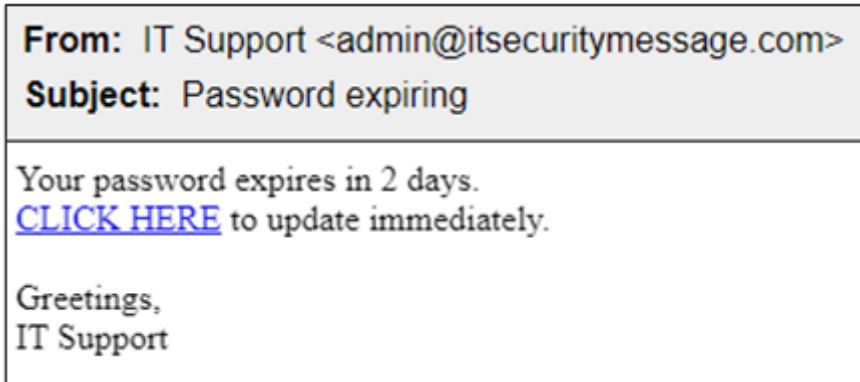 From: IT Support <admin@itsecuritymessage.com>
Subject: Password expiring
Your password expires in 2 days.
CLICK HERE to update immediately.
Greetings,
IT Support